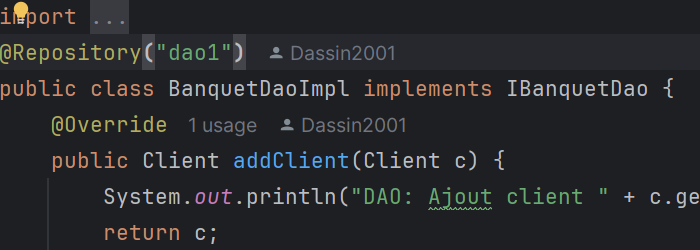 import ...
@Repository("dao1") Dassin2001
public class BanquetDaoImpl implements IBanquetDao {
@Override 1 usage Dassin2001
public Client addClient(Client c) {
System.out.println("DAO: Ajout client " + c.ge
return c;